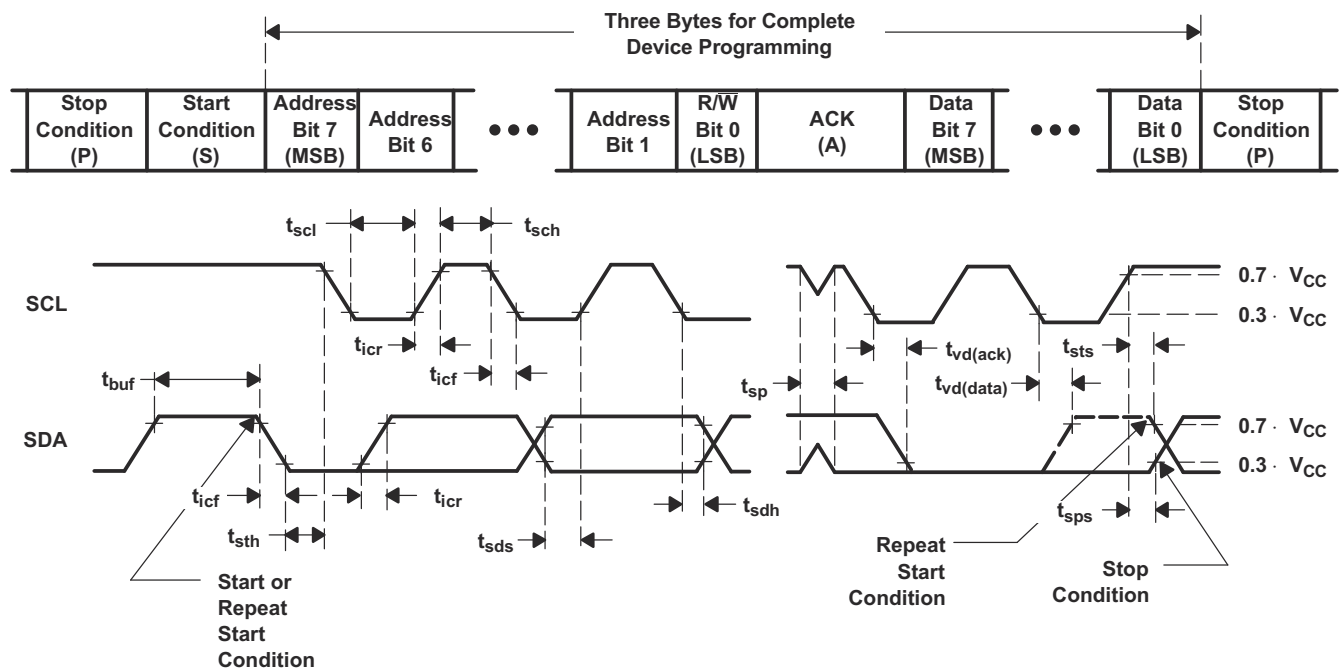 Three Bytes for Complete
Device Programming
Stop
Condition
(P)
Start
Condition
(S)
Address
Bit 7
(MSB)
Address
Bit 6
•••
Address
Bit 1
R/W̅
Bit 0
(LSB)
ACK
(A)
Data
Bit 7
(MSB)
•••
Data
Bit 0
(LSB)
Stop
Condition
(P)
tscl
tsch
SCL
0.7 · VCC
0.3 · VCC
ticr
ticf
tvd(ack)
tsts
tbuf
tsp
tvd(data)
SDA
0.7 · VCC
0.3 · VCC
ticf
ticr
tsdh
tsps
tsth
tsds
Start or
Repeat
Start
Condition
Repeat
Start
Condition
Stop
Condition